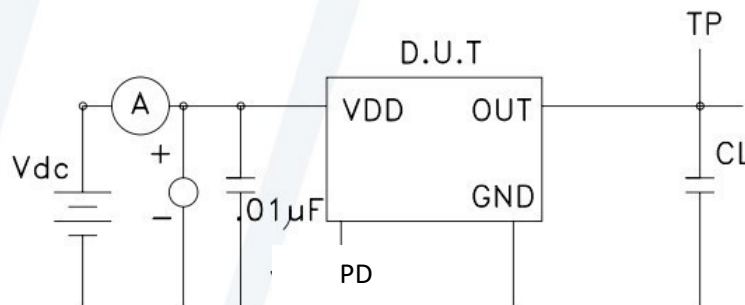 TP
D.U.T
A
VDD OUT
+
Vdc
CL
-
.01µF
GND
PD